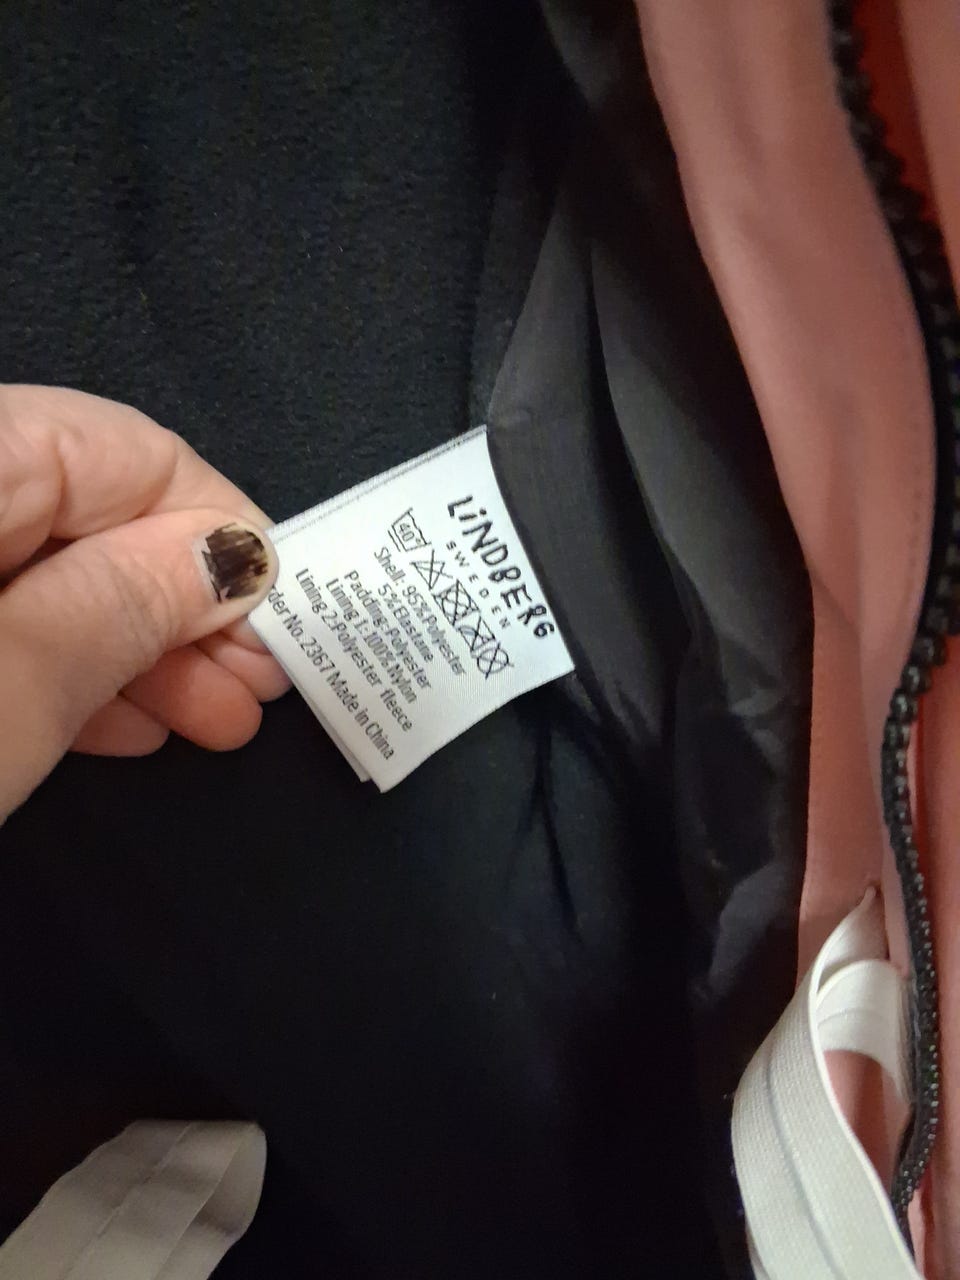 LiNDBERG
SWEDEN
40°
Shell: 95%Polyester
5%Elastane
Padding:Polyester
Lining 1:100%Nylon
Lining 2:Polyester fleece
No.2367 Made in China